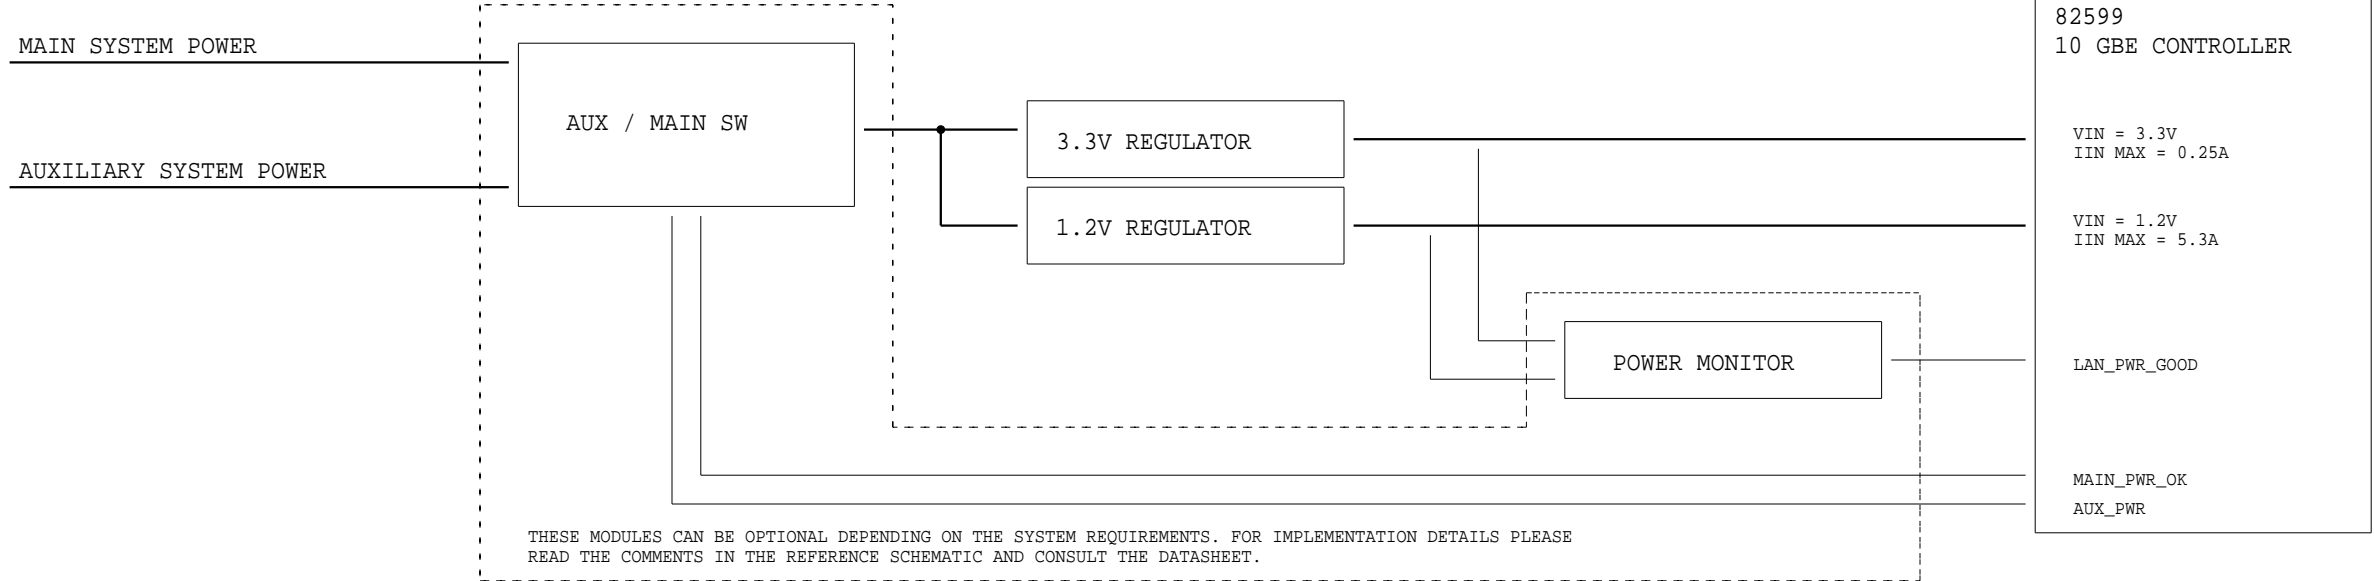 82599
10 GBE CONTROLLER
MAIN SYSTEM POWER
AUX / MAIN SW
3.3V REGULATOR
VIN = 3.3V
IIN MAX = 0.25A
AUXILIARY SYSTEM POWER
1.2V REGULATOR
VIN = 1.2V
IIN MAX = 5.3A
POWER MONITOR
LAN_PWR_GOOD
MAIN_PWR_OK
AUX_PWR
THESE MODULES CAN BE OPTIONAL DEPENDING ON THE SYSTEM REQUIREMENTS. FOR IMPLEMENTATION DETAILS PLEASE
READ THE COMMENTS IN THE REFERENCE SCHEMATIC AND CONSULT THE DATASHEET.